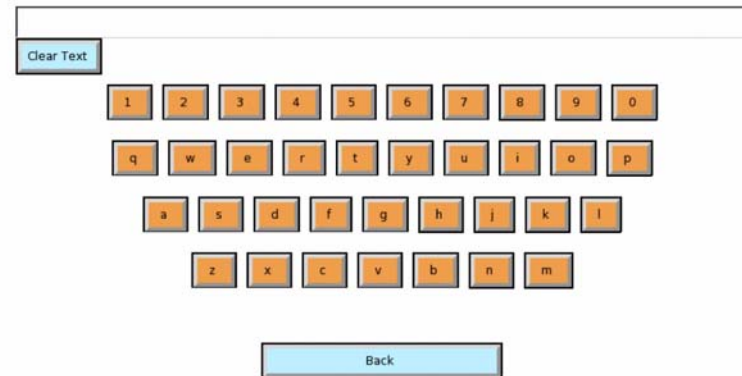 Clear Text
1 2 3 4 5 6 7 8 9 0
q w e r t y u i o p
a s d f g h j k l
z x c v b n m
Back